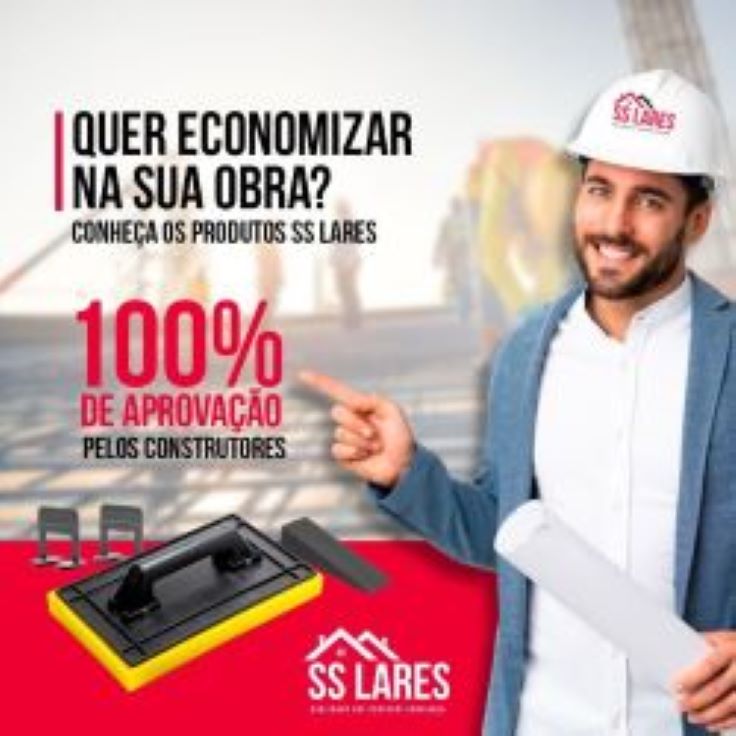 SS LARES
QUER ECONOMIZAR
NA SUA OBRA?
CONHEÇA OS PRODUTOS SS LARES
100%
DE APROVAÇÃO
PELOS CONSTRUTORES
SS LARES